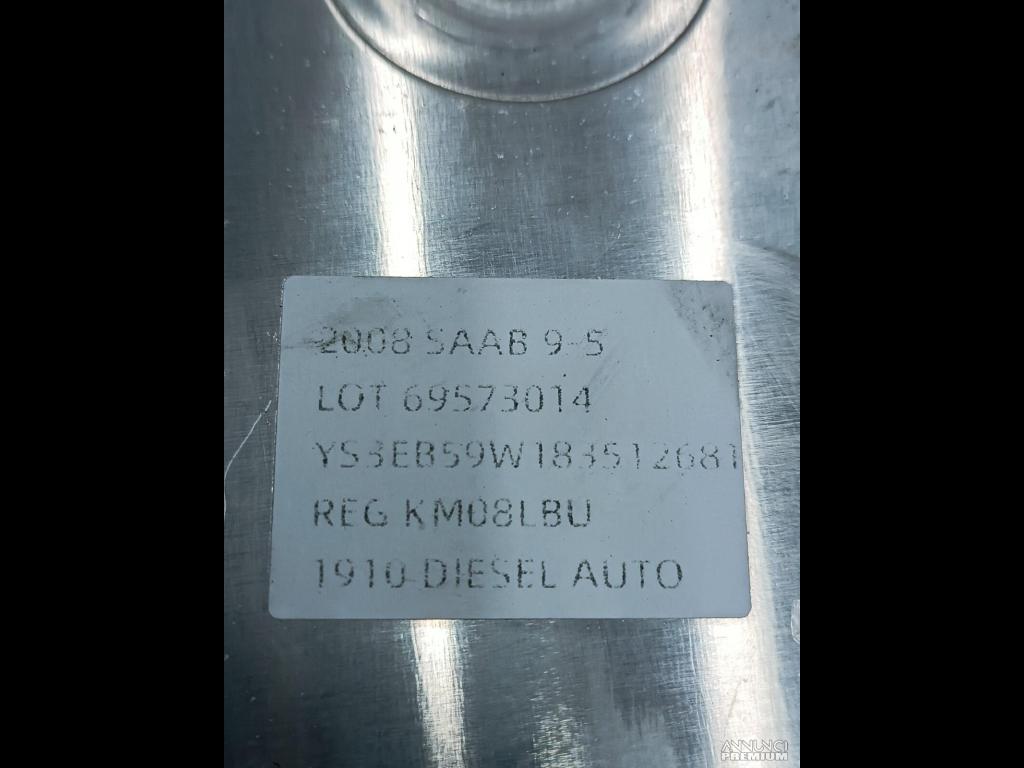 2008 SAAB 9-5
LOT 69573014
YS3EB59W183512681
REG KM08LBU
1910 DIESEL AUTO
ANNUNCI
PREMIUM